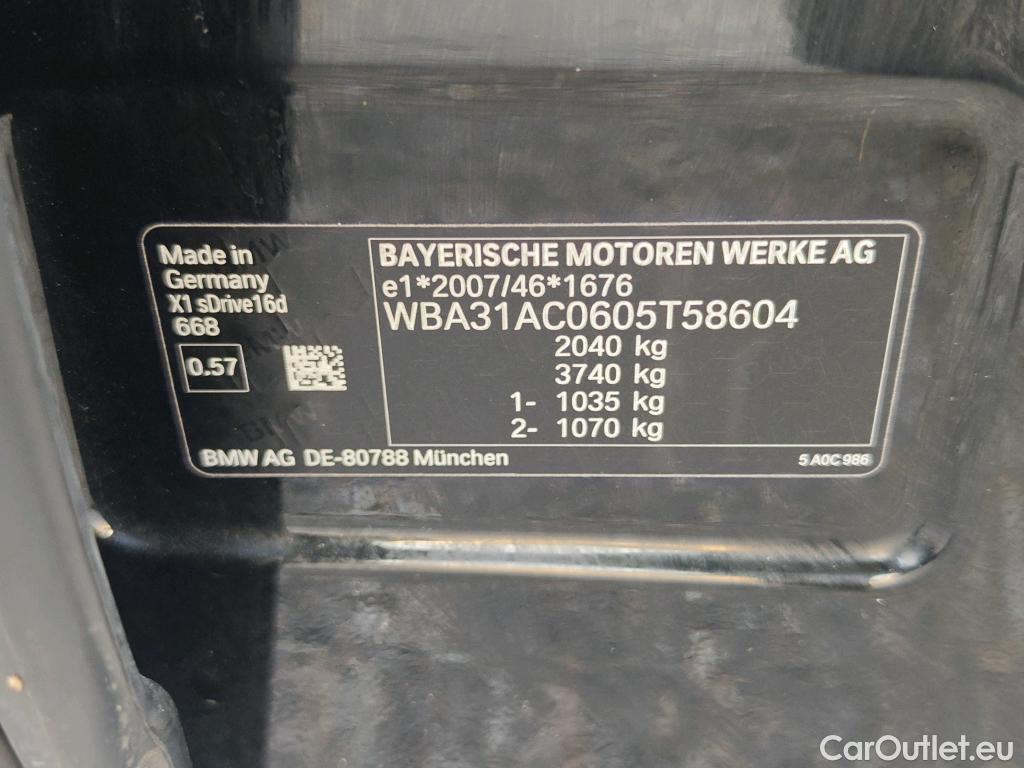 Made in
Germany
X1 sDrive16d
668
0.57
BAYERISCHE MOTOREN WERKE AG
e1*2007/46*1676
WBA31AC0605T58604
2040 kg
3740 kg
1- 1035 kg
2- 1070 kg
BMW AG DE-80788 München
5 A0C 986
CarOutlet.eu